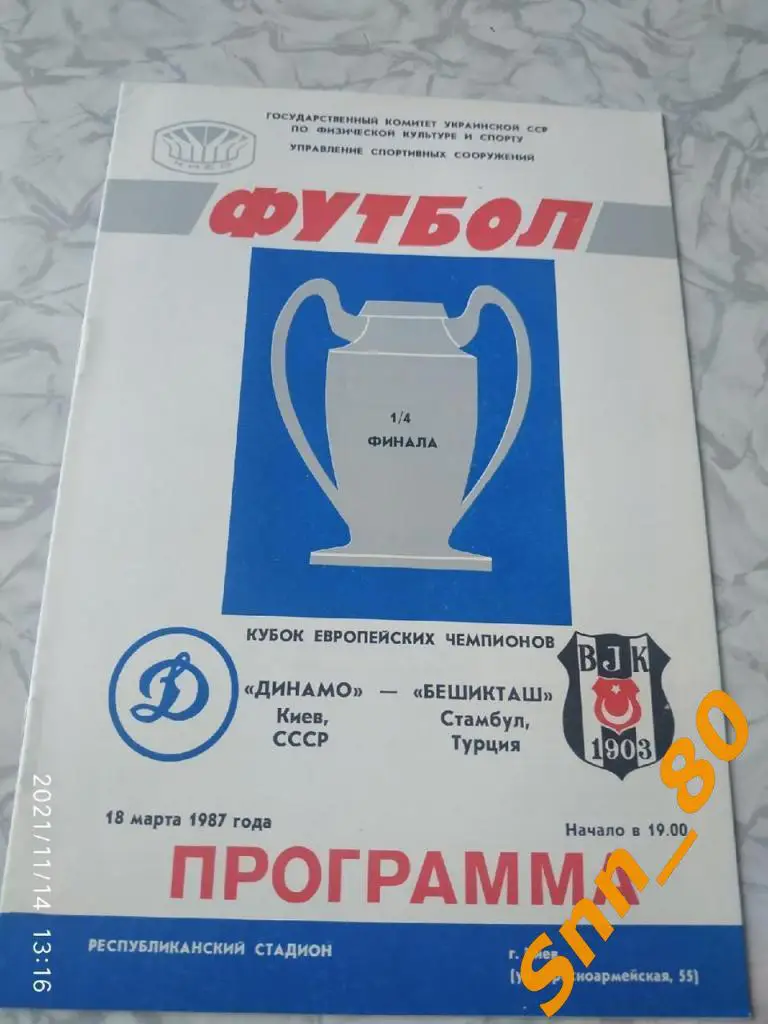 ГОСУДАРСТВЕННЫЙ КОМИТЕТ УКРАИНСКОЙ ССР
ПО ФИЗИЧЕСКОЙ КУЛЬТУРЕ И СПОРТУ
УПРАВЛЕНИЕ СПОРТИВНЫХ СООРУЖЕНИЙ
ФУТБОЛ
1/4
ФИНАЛА
КУБОК ЕВРОПЕЙСКИХ ЧЕМПИОНОВ
Д
«ДИНАМО» — «БЕШИКТАШ»
Киев, Стамбул,
СССР Турция
BJK
1903
18 марта 1987 года
Начало в 19.00
ПРОГРАММА
РЕСПУБЛИКАНСКИЙ СТАДИОН
г.
55)
Snn_80
2021/11/14 13:16